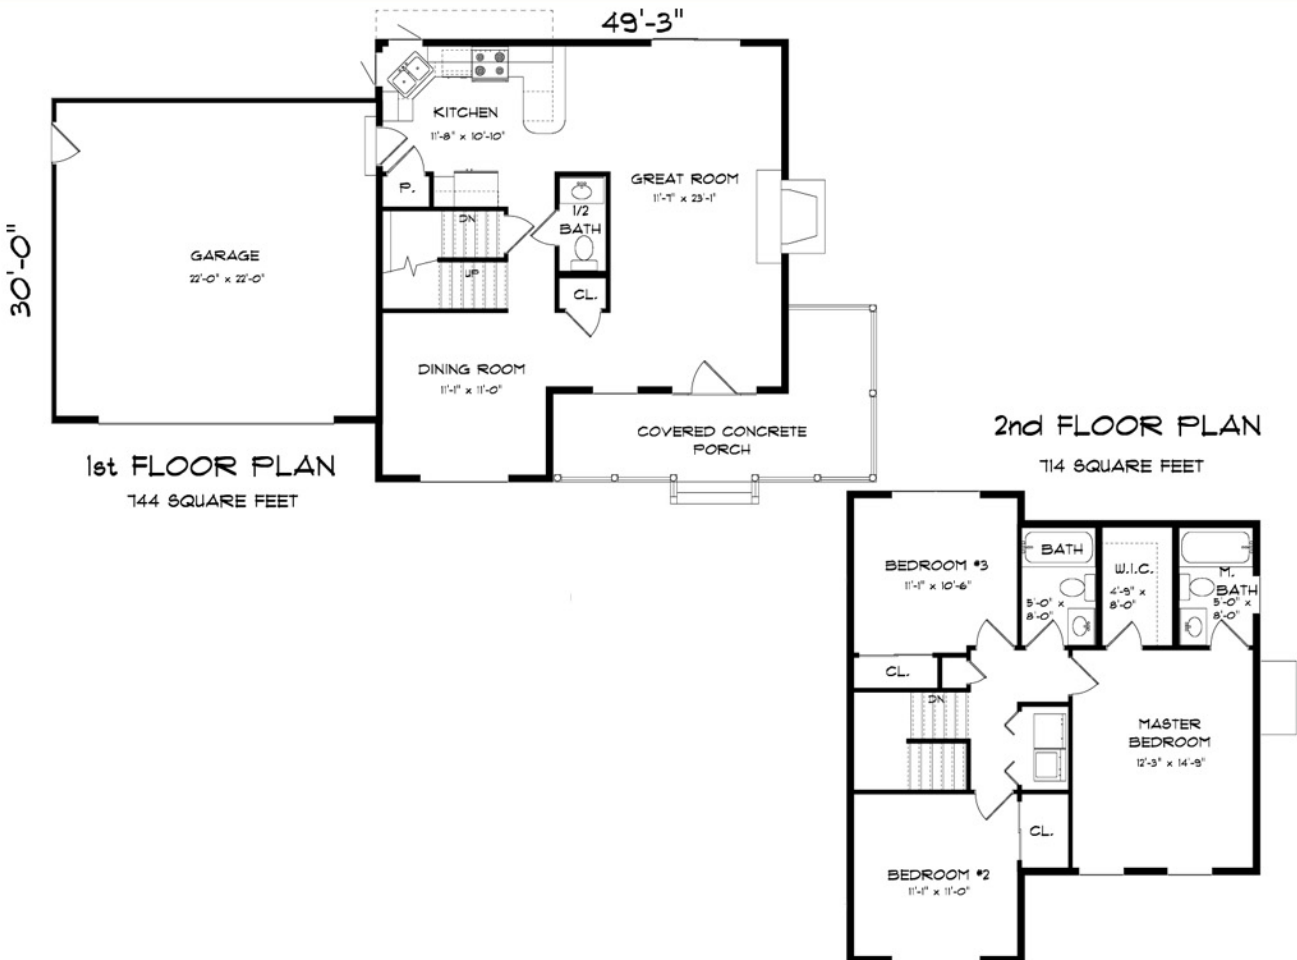 49'-3"
KITCHEN
11'-8" x 10'-10"
P.
GREAT ROOM
11'-7" x 23'-1"
1/2
BATH
DN
UP
CL.
GARAGE
22'-0" x 22'-0"
30'-0"
DINING ROOM
11'-1" x 11'-0"
COVERED CONCRETE
PORCH
1st FLOOR PLAN
744 SQUARE FEET
2nd FLOOR PLAN
714 SQUARE FEET
BEDROOM #3
11'-1" x 10'-6"
BATH
5'-0" x
8'-0"
W.I.C.
4'-9" x
8'-0"
M.
BATH
5'-0" x
8'-0"
CL.
DN
MASTER
BEDROOM
12'-3" x 14'-9"
CL.
BEDROOM #2
11'-1" x 11'-0"